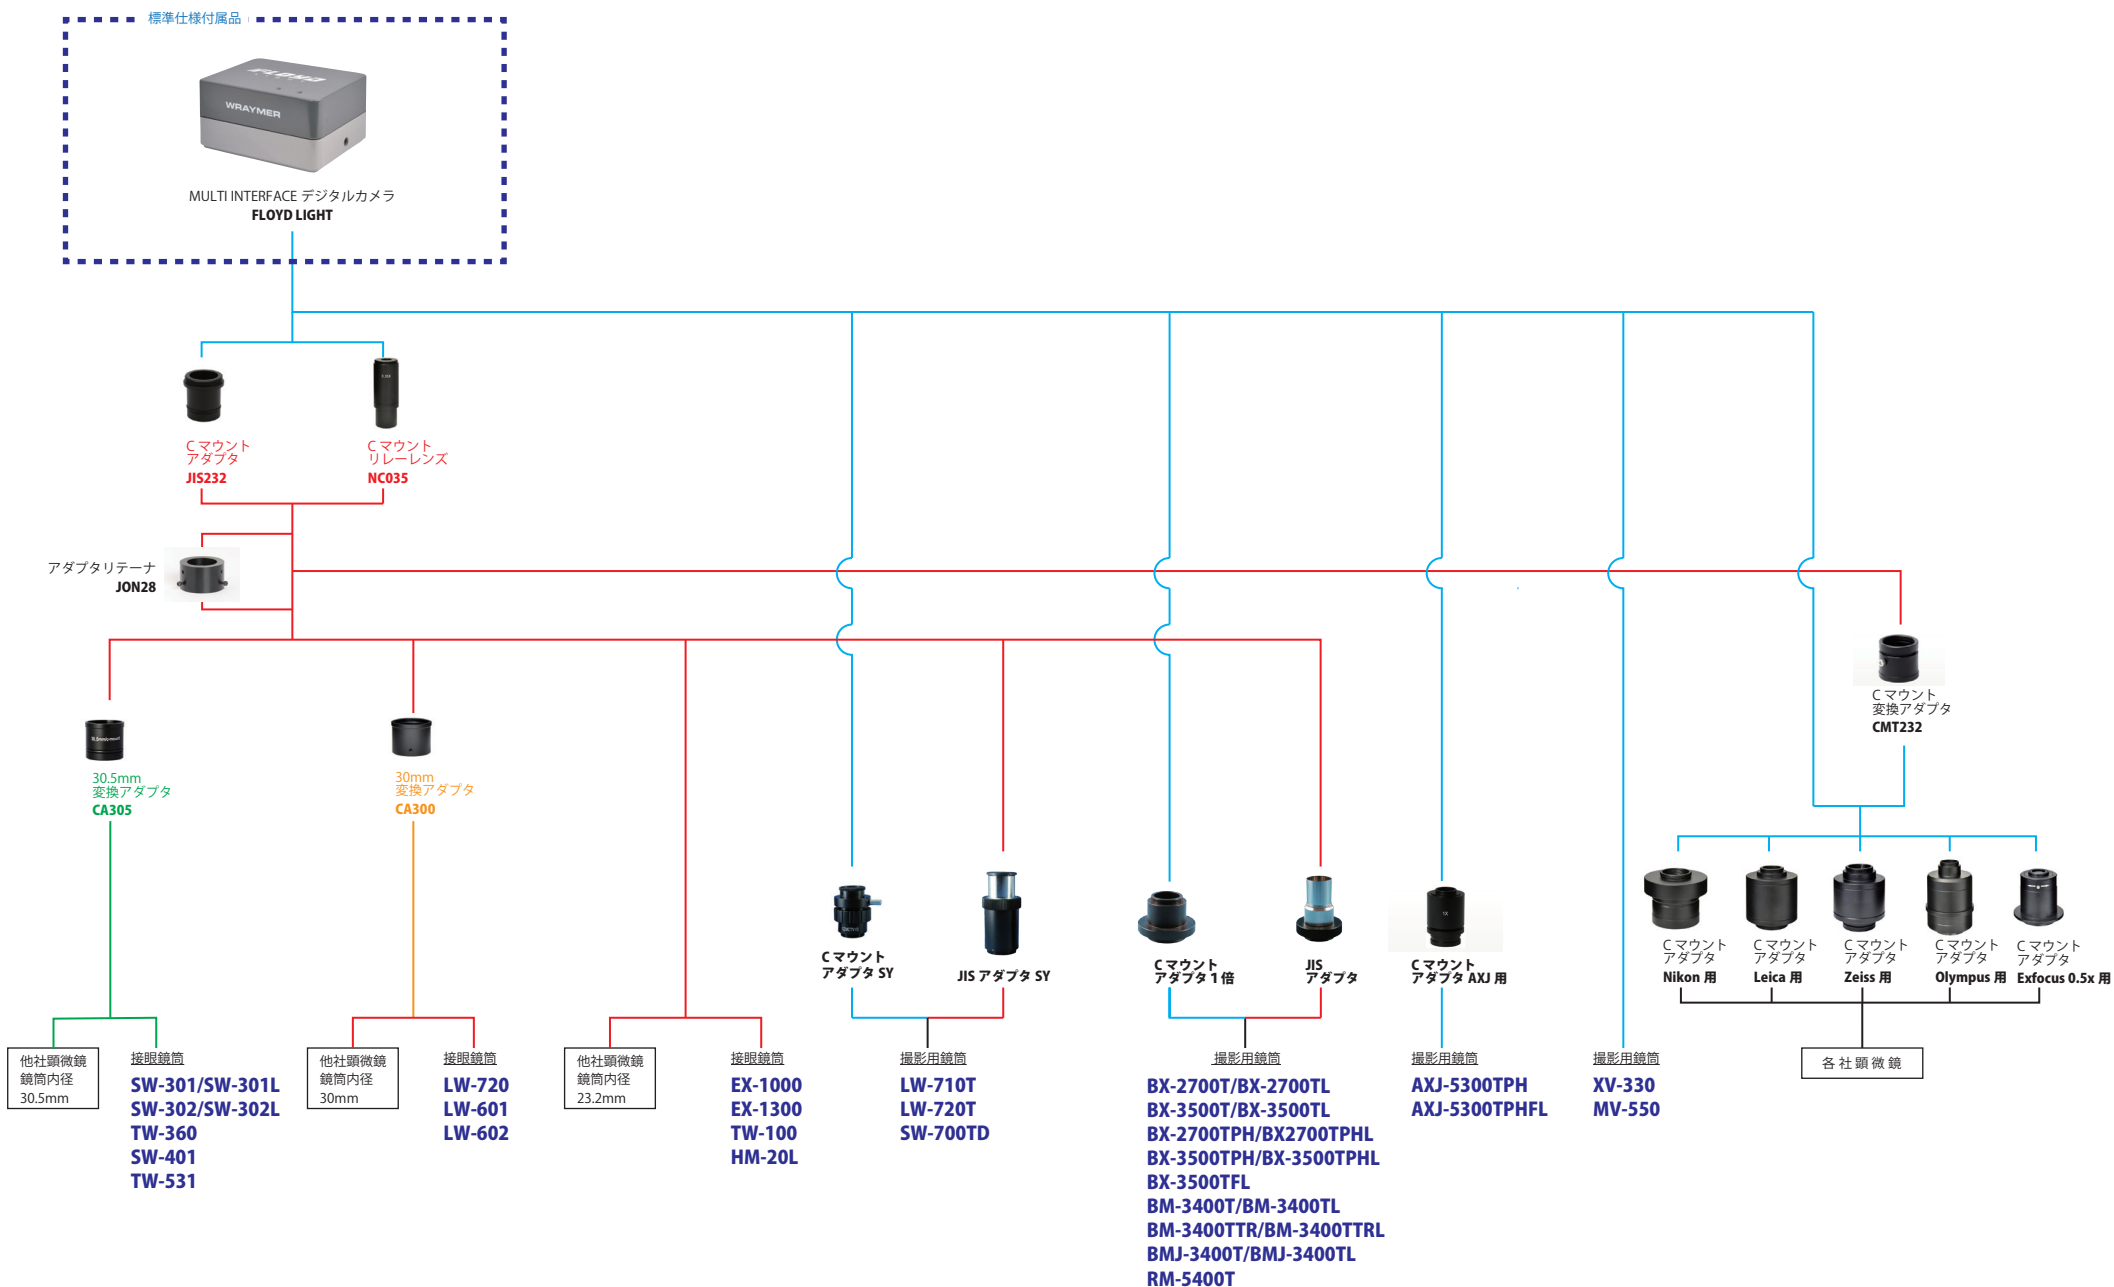 標準仕様付属品
FLOYD
WRAYMER
MULTI INTERFACE デジタルカメラ
FLOYD LIGHT
C マウント
アダプタ
JIS232
C マウント
リレーレンズ
NC035
アダプタリテーナ
JON28
C マウント
変換アダプタ
CMT232
30.5mm
変換アダプタ
CA305
30mm
変換アダプタ
CA300
C マウント
アダプタ SY
JIS アダプタ SY
C マウント
アダプタ 1 倍
JIS
アダプタ
1X
C マウント
アダプタ AXJ 用
C マウント
アダプタ
Nikon 用
C マウント
アダプタ
Leica 用
C マウント
アダプタ
Zeiss 用
C マウント
アダプタ
Olympus 用
C マウント
アダプタ
Exfocus 0.5x 用
他社顕微鏡
鏡筒内径
30.5mm
接眼鏡筒
SW-301/SW-301L
SW-302/SW-302L
TW-360
SW-401
TW-531
他社顕微鏡
鏡筒内径
30mm
接眼鏡筒
LW-720
LW-601
LW-602
他社顕微鏡
鏡筒内径
23.2mm
接眼鏡筒
EX-1000
EX-1300
TW-100
HM-20L
撮影用鏡筒
LW-710T
LW-720T
SW-700TD
撮影用鏡筒
BX-2700T/BX-2700TL
BX-3500T/BX-3500TL
BX-2700TPH/BX2700TPHL
BX-3500TPH/BX-3500TPHL
BX-3500TFL
BM-3400T/BM-3400TL
BM-3400TTR/BM-3400TTRL
BMJ-3400T/BMJ-3400TL
RM-5400T
撮影用鏡筒
AXJ-5300TPH
AXJ-5300TPHFL
撮影用鏡筒
XV-330
MV-550
各社顕微鏡